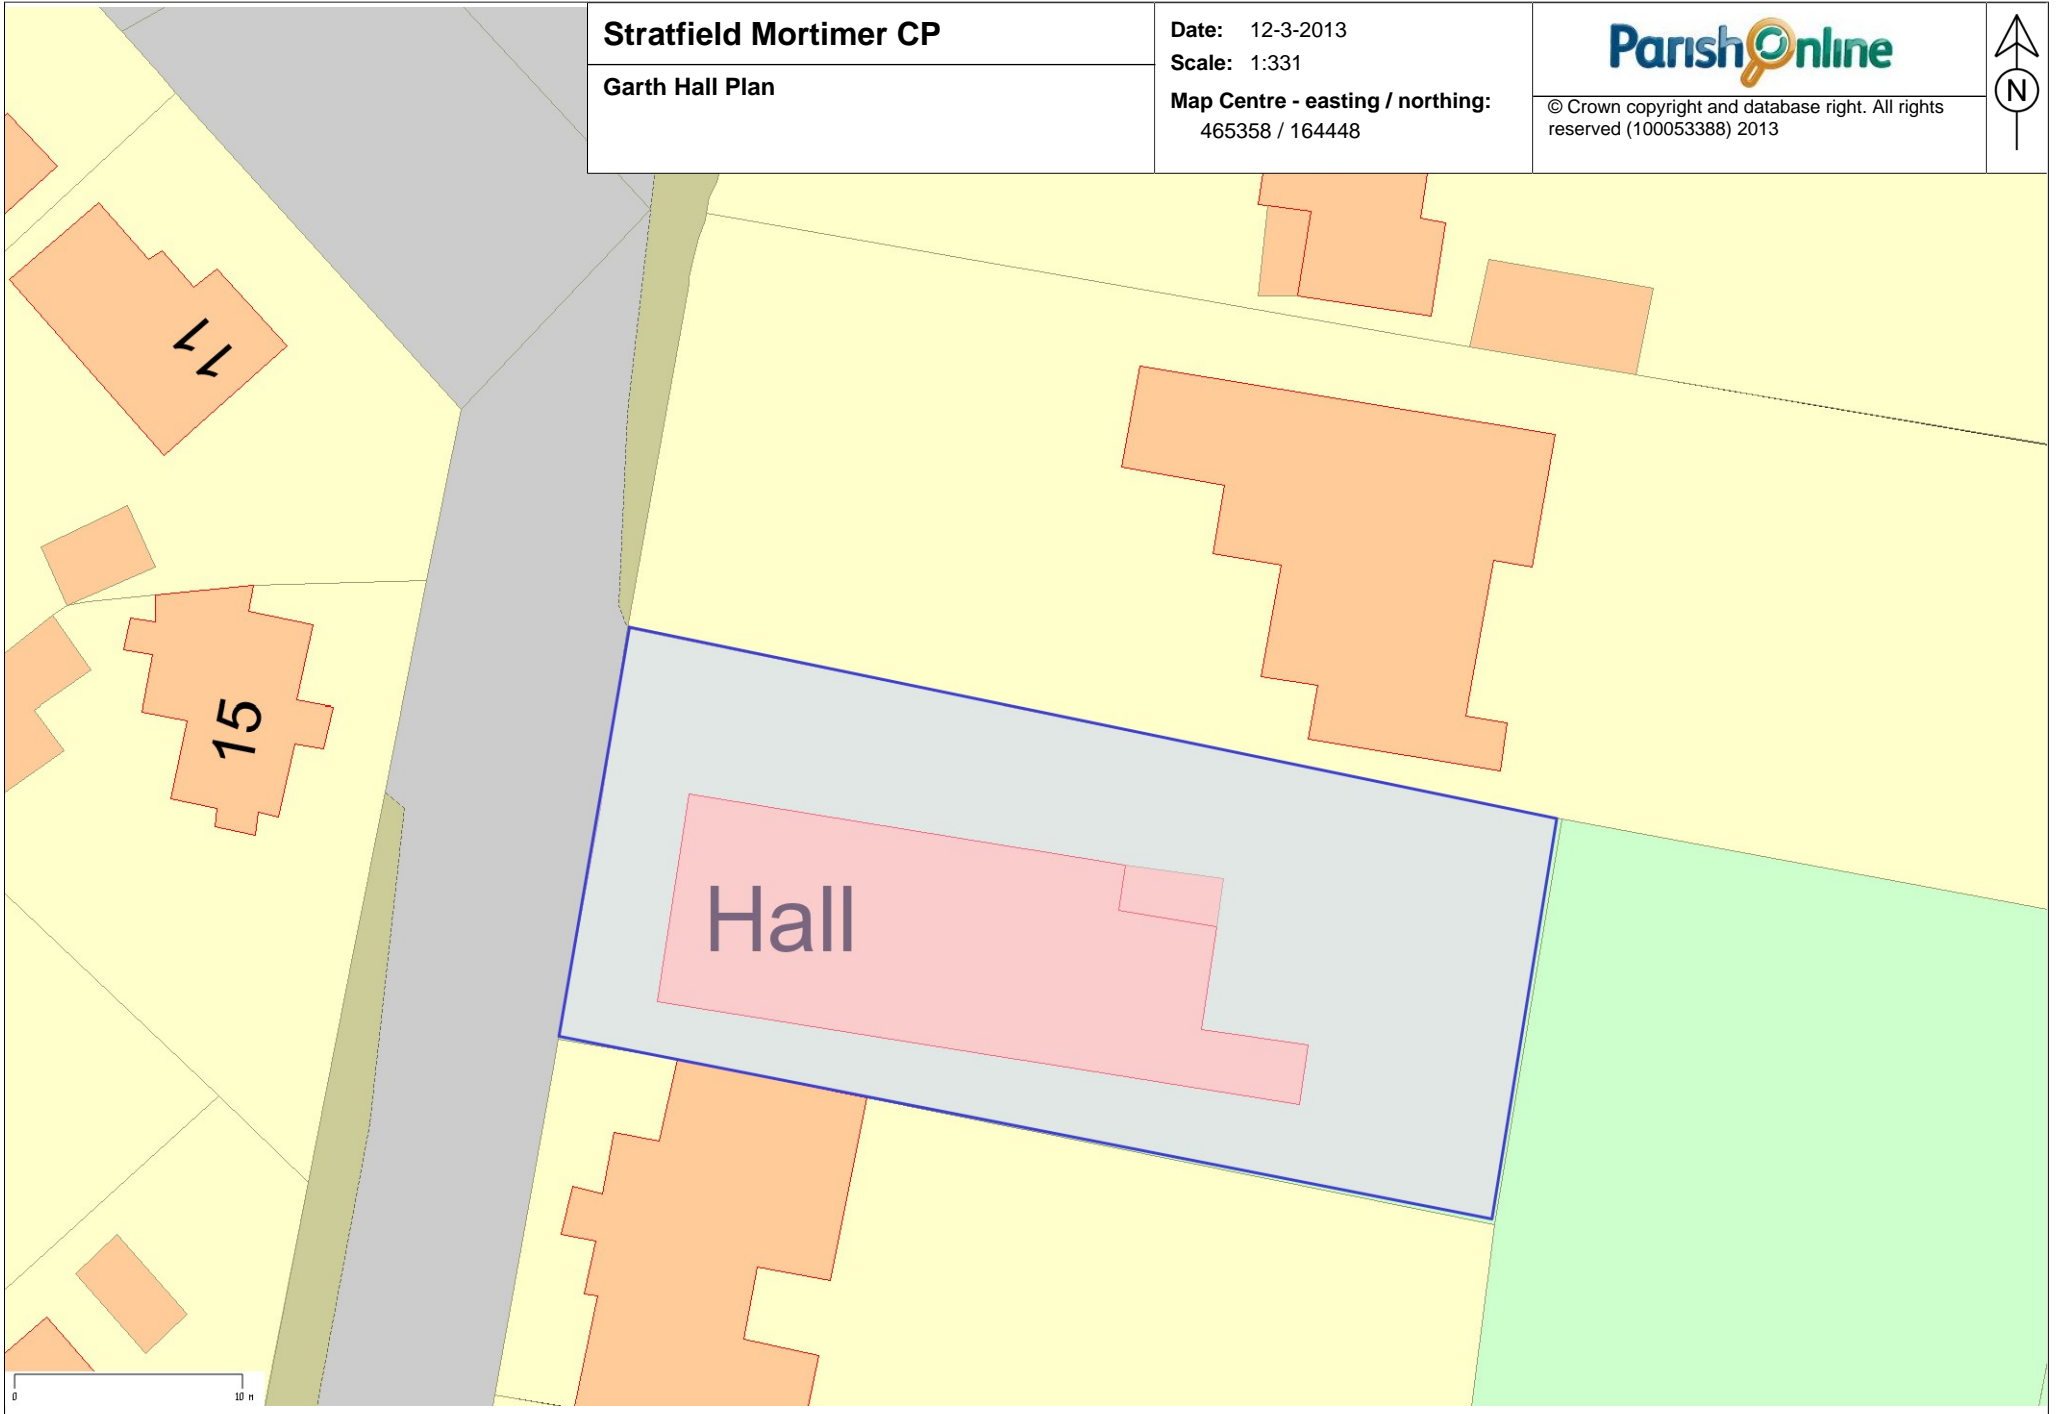 Stratfield Mortimer CP
Garth Hall Plan
Date: 12-3-2013
Scale: 1:331
Map Centre - easting / northing:
465358 / 164448
ParishOnline
© Crown copyright and database right. All rights
reserved (100053388) 2013
N
11
15
Hall
0 10 M